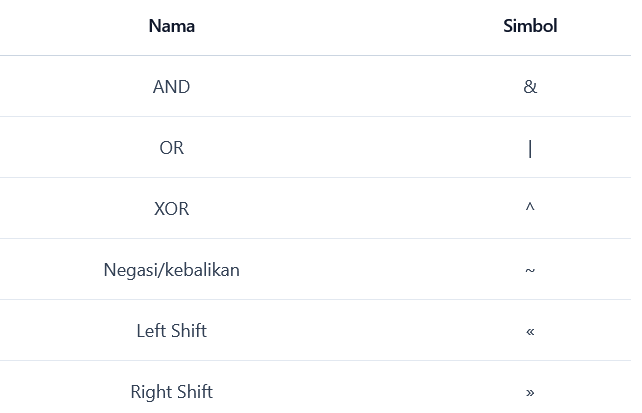 Nama Simbol
AND &
OR |
XOR ^
Negasi/kebalikan ~
Left Shift «
Right Shift »